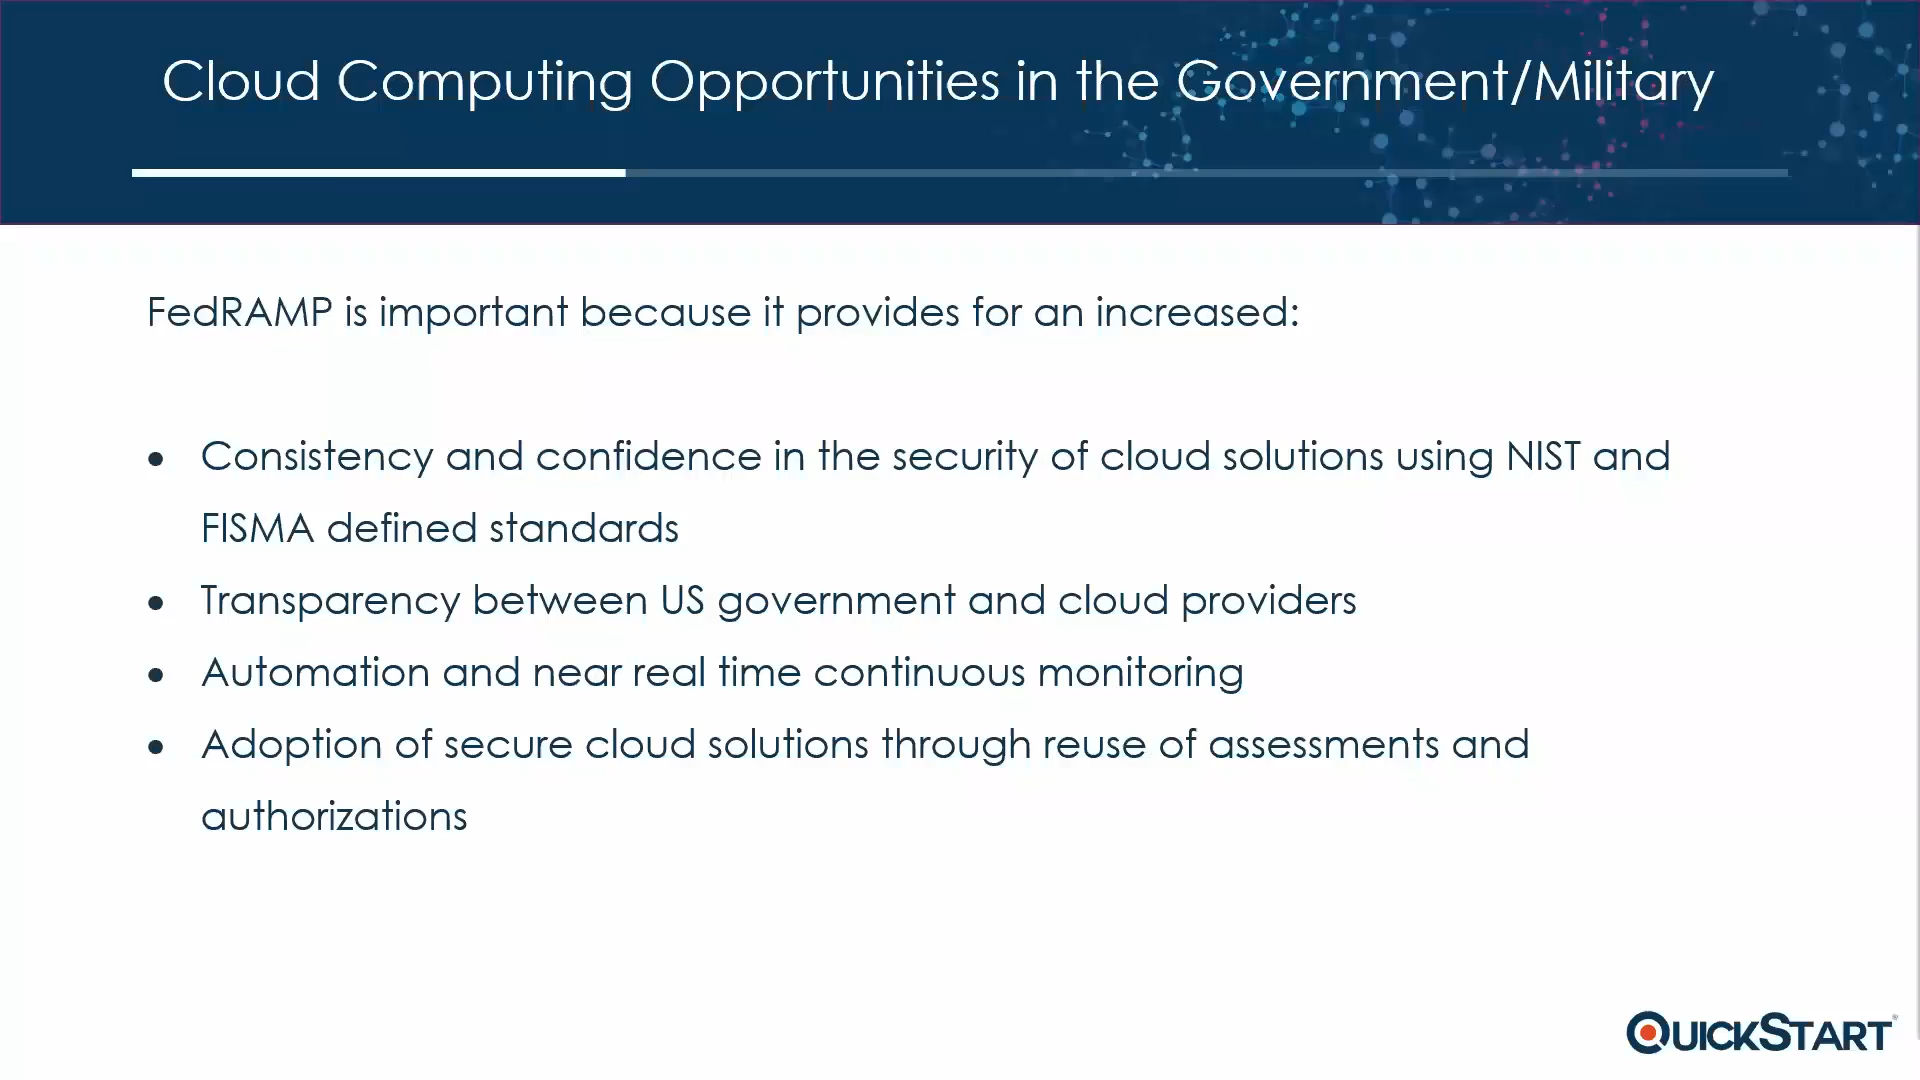 Cloud Computing Opportunities in the Government/Military
FedRAMP is important because it provides for an increased:
• Consistency and confidence in the security of cloud solutions using NIST and
FISMA defined standards
• Transparency between US government and cloud providers
• Automation and near real time continuous monitoring
• Adoption of secure cloud solutions through reuse of assessments and
authorizations
QUICKSTART®